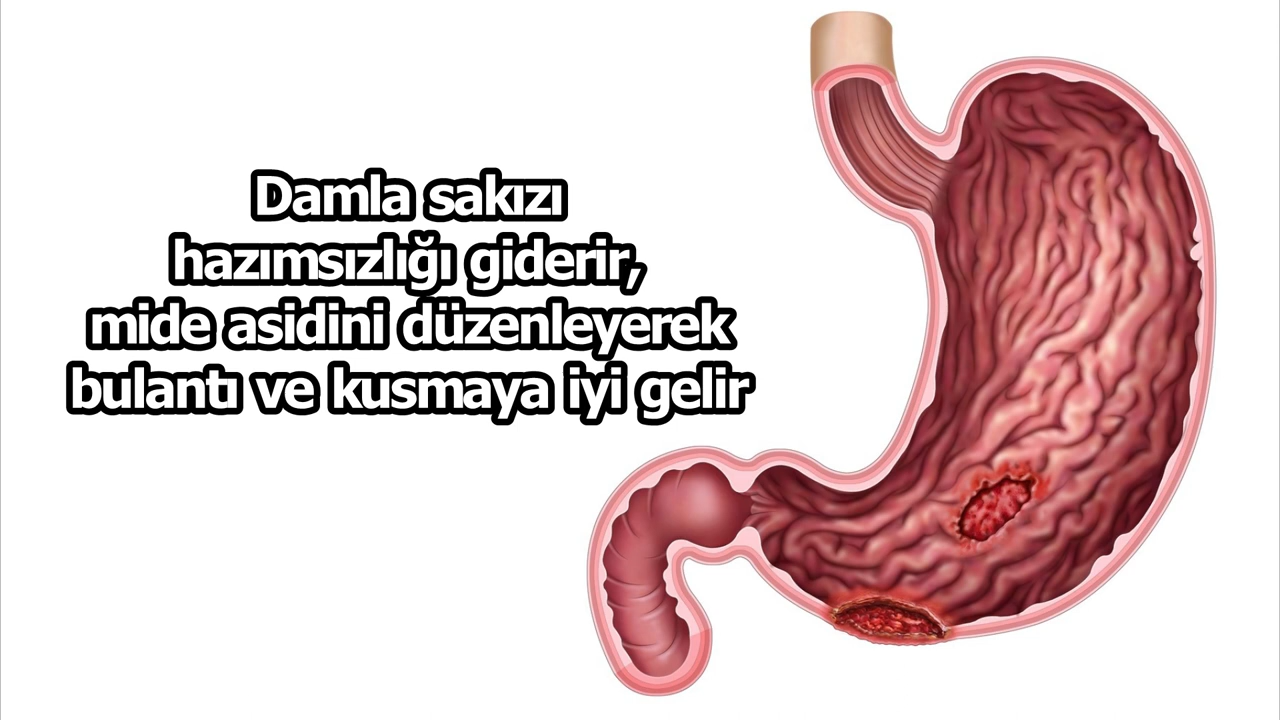 Damla sakızı
hazımsızlığı giderir,
mide asidini düzenleyerek
bulantı ve kusmaya iyi gelir